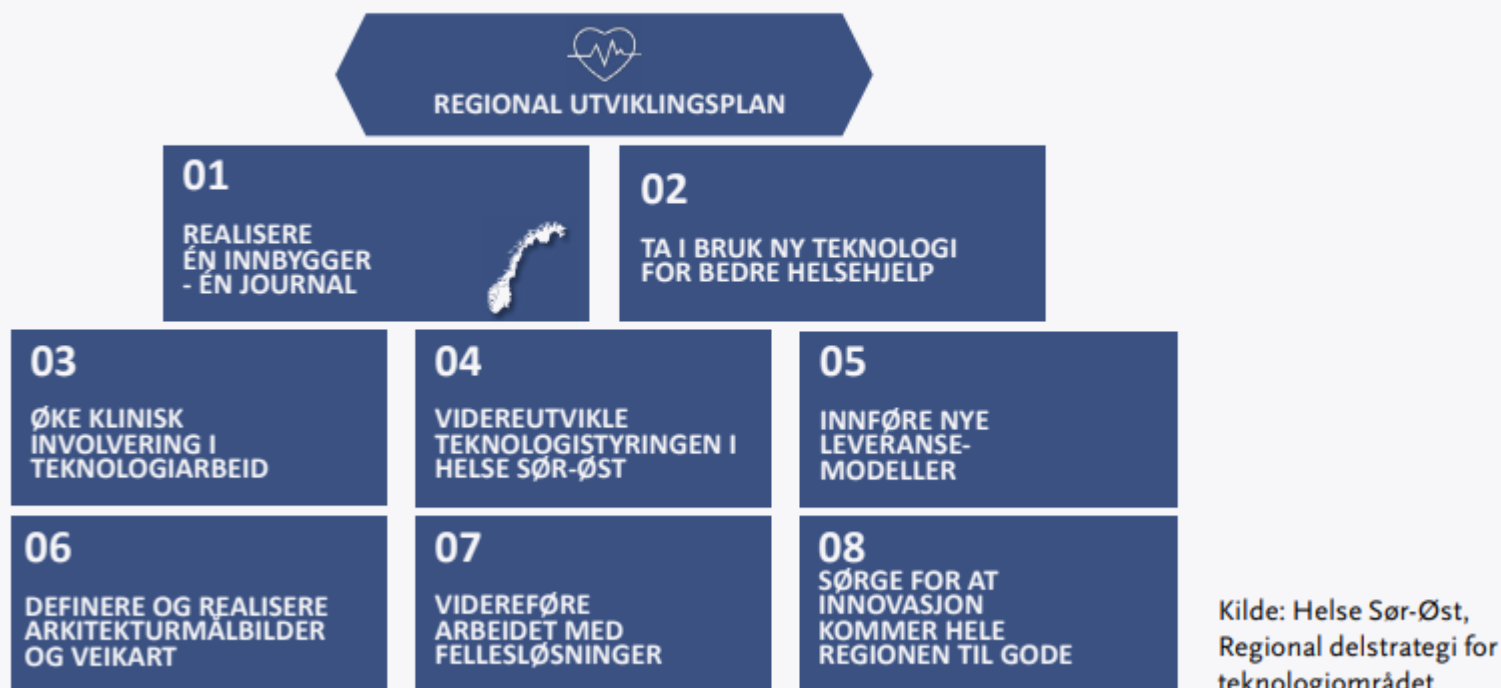 REGIONAL UTVIKLINGSPLAN
01
REALISERE
ÉN INNBYGGER
- ÉN JOURNAL
02
TA I BRUK NY TEKNOLOGI
FOR BEDRE HELSEHJELP
03
ØKE KLINISK
INVOLVERING I
TEKNOLOGIARBEID
04
VIDEREUTVIKLE
TEKNOLOGISTYRINGEN I
HELSE SØR-ØST
05
INNFØRE NYE
LEVERANSE-
MODELLER
06
DEFINERE OG REALISERE
ARKITEKTURMÅLBILDER
OG VEIKART
07
VIDEREFØRE
ARBEIDET MED
FELLESLØSNINGER
08
SØRGE FOR AT
INNOVASJON
KOMMER HELE
REGIONEN TIL GODE
Kilde: Helse Sør-Øst,
Regional delstrategi for
teknologiområdet